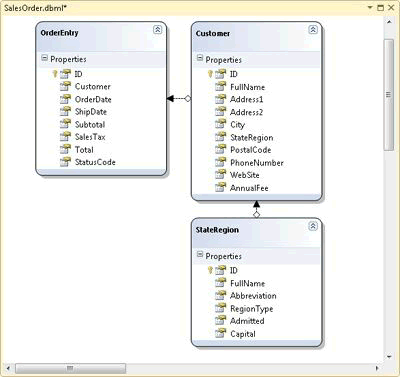 SalesOrder.dbml*
OrderEntry
Properties
ID
Customer
OrderDate
ShipDate
Subtotal
SalesTax
Total
StatusCode
Customer
Properties
ID
FullName
Address1
Address2
City
StateRegion
PostalCode
PhoneNumber
WebSite
AnnualFee
StateRegion
Properties
ID
FullName
Abbreviation
RegionType
Admitted
Capital